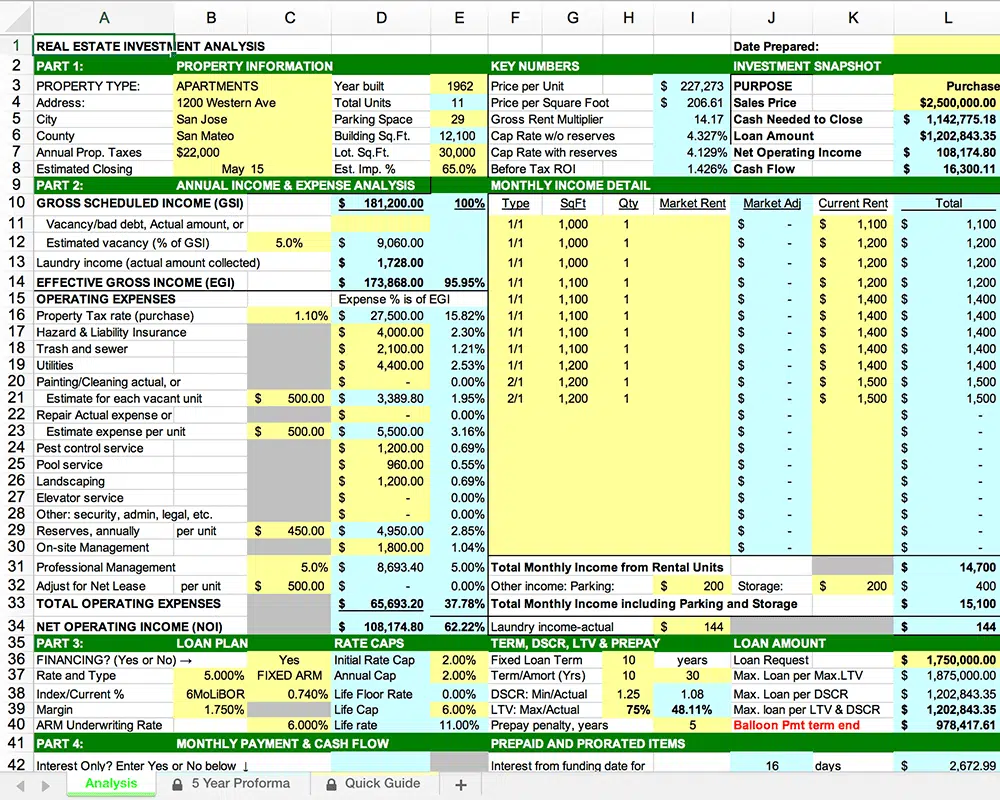 A B C D E F G H I J K L
1 REAL ESTATE INVESTMENT ANALYSIS Date Prepared:
2 PART 1: PROPERTY INFORMATION KEY NUMBERS INVESTMENT SNAPSHOT
3 PROPERTY TYPE: APARTMENTS Year built 1962 Price per Unit $ 227,273 PURPOSE Purchase
4 Address: 1200 Western Ave Total Units 11 Price per Square Foot $ 206.61 Sales Price $2,500,000.00
5 City San Jose Parking Space 29 Gross Rent Multiplier 14.17 Cash Needed to Close $ 1,142,775.18
6 County San Mateo Building Sq.Ft. 12,100 Cap Rate w/o reserves 4.327% Loan Amount $1,202,843.35
7 Annual Prop. Taxes $22,000 Lot. Sq.Ft. 30,000 Cap Rate with reserves 4.129% Net Operating Income $ 108,174.80
8 Estimated Closing May 15 Est. Imp. % 65.0% Before Tax ROI 1.426% Cash Flow $ 16,300.11
9 PART 2: ANNUAL INCOME & EXPENSE ANALYSIS MONTHLY INCOME DETAIL
10 GROSS SCHEDULED INCOME (GSI) $ 181,200.00 100% Type SqFt Qty Market Rent Market Adj Current Rent Total
11 Vacancy/bad debt, Actual amount, or 1/1 1,000 1 $ - $ 1,100 $ 1,100
12 Estimated vacancy (% of GSI) 5.0% $ 9,060.00 1/1 1,000 1 $ - $ 1,200 $ 1,200
13 Laundry income (actual amount collected) $ 1,728.00 1/1 1,000 1 $ - $ 1,200 $ 1,200
14 EFFECTIVE GROSS INCOME (EGI) $ 173,868.00 95.95% 1/1 1,100 1 $ - $ 1,200 $ 1,200
15 OPERATING EXPENSES Expense % is of EGI 1/1 1,100 1 $ - $ 1,400 $ 1,400
16 Property Tax rate (purchase) 1.10% $ 27,500.00 15.82% 1/1 1,100 1 $ - $ 1,400 $ 1,400
17 Hazard & Liability Insurance $ 4,000.00 2.30% 1/1 1,100 1 $ - $ 1,400 $ 1,400
18 Trash and sewer $ 2,100.00 1.21% 1/1 1,100 1 $ - $ 1,400 $ 1,400
19 Utilities $ 4,400.00 2.53% 1/1 1,200 1 $ - $ 1,400 $ 1,400
20 Painting/Cleaning actual, or $ - 0.00% 2/1 1,200 1 $ - $ 1,500 $ 1,500
21 Estimate for each vacant unit $ 500.00 $ 3,389.80 1.95% 2/1 1,200 1 $ - $ 1,500 $ 1,500
22 Repair Actual expense or $ - 0.00% $ - $ -
23 Estimate expense per unit $ 500.00 $ 5,500.00 3.16% $ - $ -
24 Pest control service $ 1,200.00 0.69% $ - $ -
25 Pool service $ 960.00 0.55% $ - $ -
26 Landscaping $ 1,200.00 0.69% $ - $ -
27 Elevator service $ - 0.00% $ - $ -
28 Other: security, admin, legal, etc. $ - 0.00% $ - $ -
29 Reserves, annually per unit $ 450.00 $ 4,950.00 2.85% $ - $ -
30 On-site Management $ 1,800.00 1.04% $ - $ -
31 Professional Management 5.0% $ 8,693.40 5.00% Total Monthly Income from Rental Units $ 14,700
32 Adjust for Net Lease per unit $ 500.00 $ - 0.00% Other income: Parking: $ 200 Storage: $ 200 $ 400
33 TOTAL OPERATING EXPENSES $ 65,693.20 37.78% Total Monthly Income including Parking and Storage $ 15,100
34 NET OPERATING INCOME (NOI) $ 108,174.80 62.22% Laundry income-actual $ 144 $ 144
35 PART 3: LOAN PLAN RATE CAPS TERM, DSCR, LTV & PREPAY LOAN AMOUNT
36 FINANCING? (Yes or No) → Yes Initial Rate Cap 2.00% Fixed Loan Term 10 years Loan Request $ 1,750,000.00
37 Rate and Type 5.000% FIXED ARM Annual Cap 2.00% Term/Amort (Yrs) 10 30 Max. Loan per Max.LTV $ 1,875,000.00
38 Index/Current % 6MoLiBOR 0.740% Life Floor Rate 0.00% DSCR: Min/Actual 1.25 1.08 Max. Loan per DSCR $ 1,202,843.35
39 Margin 1.750% Life Cap 6.00% LTV: Max/Actual 75% 48.11% Max. loan per LTV & DSCR $ 1,202,843.35
40 ARM Underwriting Rate 6.000% Life rate 11.00% Prepay penalty, years 5 Balloon Pmt term end $ 978,417.61
41 PART 4: MONTHLY PAYMENT & CASH FLOW PREPAID AND PRORATED ITEMS
42 Interest Only? Enter Yes or No below ↓ Interest from funding date for 16 days $ 2,672.99
Analysis 5 Year Proforma Quick Guide +